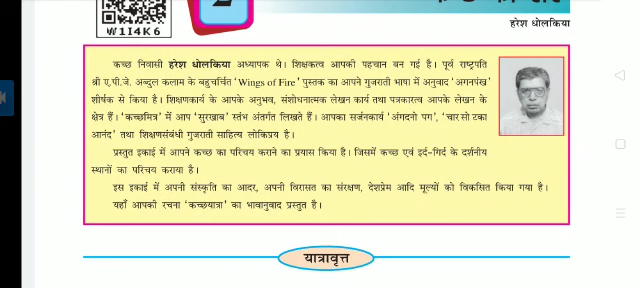 W1I4K6
2
हरेश धोलकिया
कच्छ निवासी हरेश धोलकिया अध्यापक थे। शिक्षकत्व आपकी पहचान बन गई है। पूर्व राष्ट्रपति
श्री ए.पी.जे. अब्दुल कलाम के बहुचर्चित ‘Wings of Fire’ पुस्तक का आपने गुजराती भाषा में अनुवाद ‘अगनपंख’
शीर्षक से किया है। शिक्षणकार्य के आपके अनुभव, संशोधनात्मक लेखन कार्य तथा पत्रकारत्व आपके लेखन के
क्षेत्र हैं। ‘कच्छमित्र’ में आप ‘सुरखाब’ स्तंभ अंतर्गत लिखते हैं। आपका सर्जनकार्य ‘अंगदनो पग’, ‘चार सो टका
आनंद’ तथा शिक्षणसंबंधी गुजराती साहित्य लोकप्रिय है।
प्रस्तुत इकाई में आपने कच्छ का परिचय कराने का प्रयास किया है। जिसमें कच्छ एवं इर्द-गिर्द के दर्शनीय
स्थानों का परिचय कराया है।
इस इकाई में अपनी संस्कृति का आदर, अपनी विरासत का संरक्षण, देशप्रेम आदि मूल्यों को विकसित किया गया है।
यहाँ आपकी रचना ‘कच्छयात्रा’ का भावानुवाद प्रस्तुत है।
यात्रावृत्त